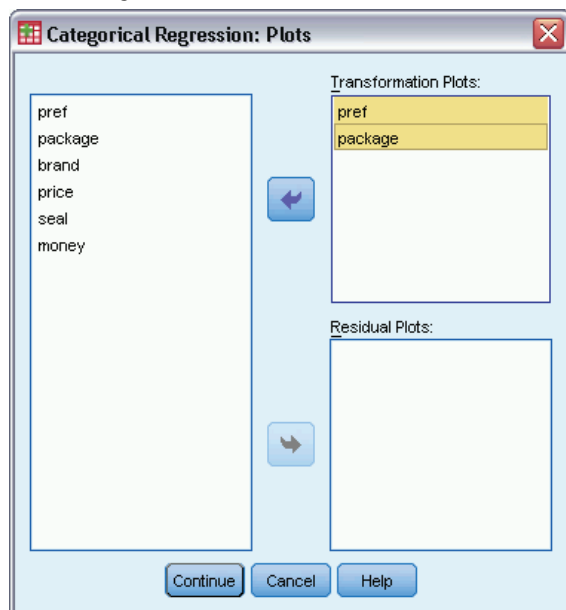 Categorical Regression: Plots
pref
package
brand
price
seal
money
Transformation Plots:
pref
package
Residual Plots:
Continue
Cancel
Help